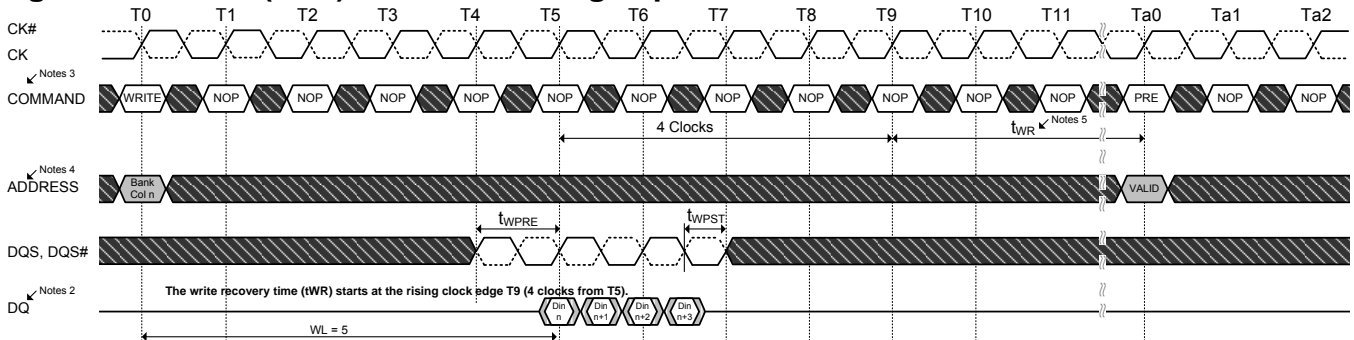 T0 T1 T2 T3 T4 T5 T6 T7 T8 T9 T10 T11 Ta0 Ta1 Ta2
CK#
CK
Notes 3
COMMAND WRITE NOP NOP NOP NOP NOP NOP NOP NOP NOP NOP NOP PRE NOP NOP
4 Clocks tWR Notes 5
Notes 4
ADDRESS Bank Col n VALID
tWPRE tWPST
DQS, DQS#
Notes 2 The write recovery time (tWR) starts at the rising clock edge T9 (4 clocks from T5).
DQ Din n Din n+1 Din n+2 Din n+3
WL = 5